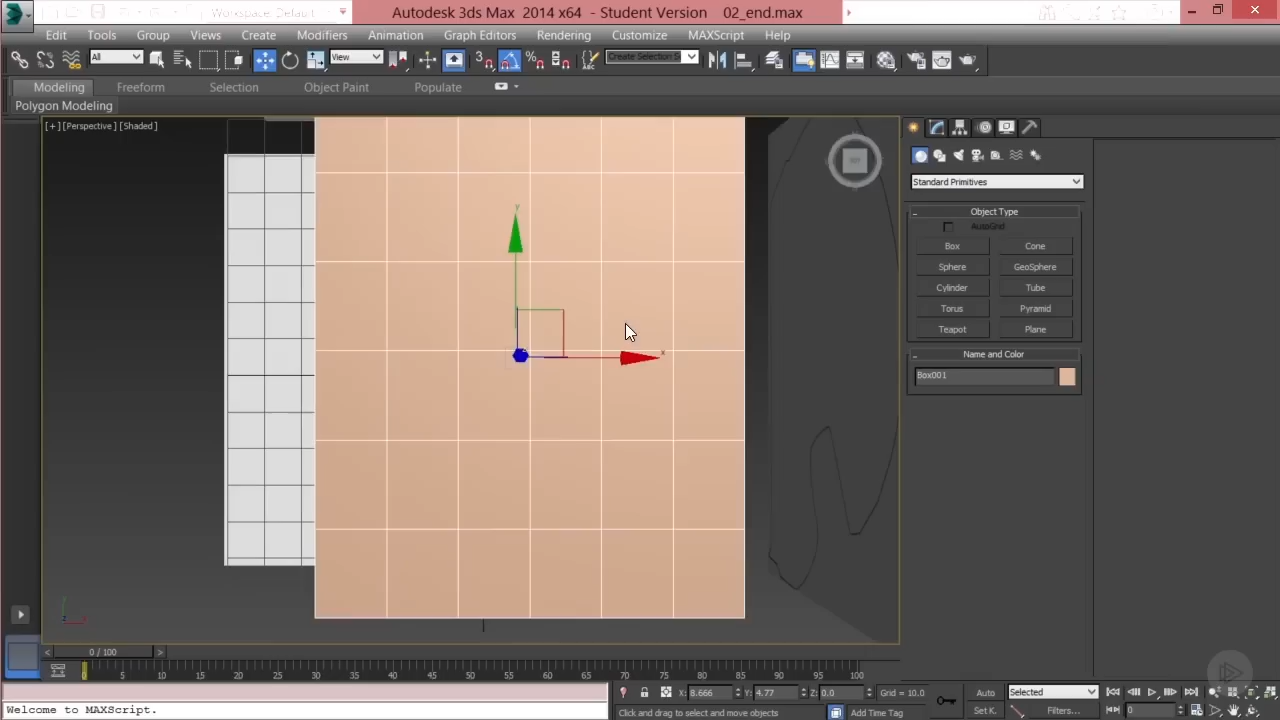 Workspace: Default
Autodesk 3ds Max 2014 x64 - Student Version 02_end.max
Edit Tools Group Views Create Modifiers Animation Graph Editors Rendering Customize MAXScript Help
All View Create Selection S
Modeling Freeform Selection Object Paint Populate
Polygon Modeling
[+][Perspective][Shaded]
Standard Primitives
Object Type
AutoGrid
Box Cone
Sphere GeoSphere
Cylinder Tube
Torus Pyramid
Teapot Plane
Name and Color
Box001
y
x
0 / 100
0 5 10 15 20 25 30 35 40 45 50 55 60 65 70 75 80 85 90 95 100
X: 8.666 Y: 4.77 Z: 0.0 Grid = 10.0 Auto Selected
Welcome to MAXScript. Click and drag to select and move objects Add Time Tag Set K. Filters... 0